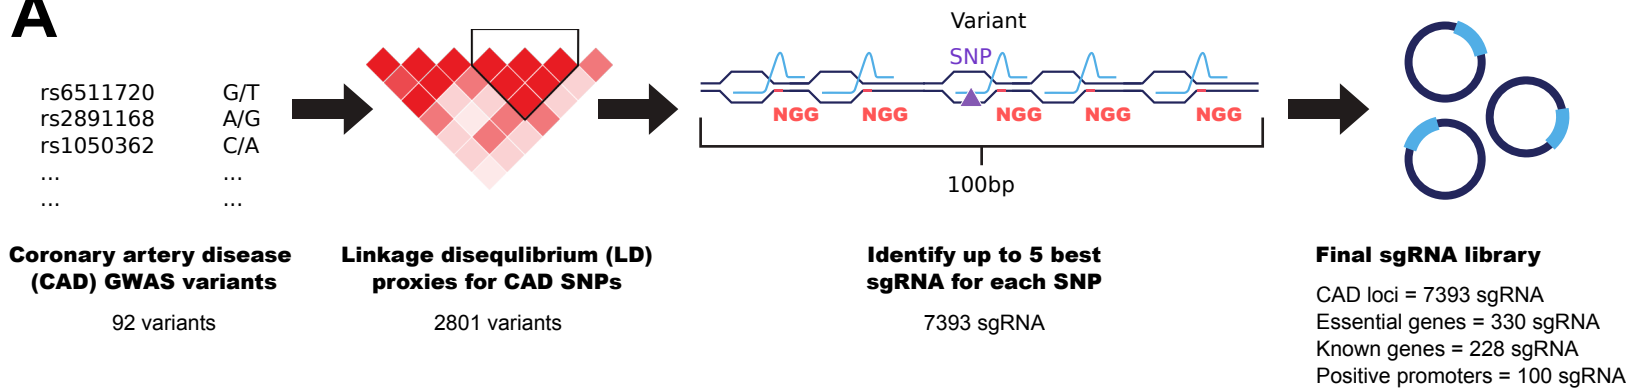 A
rs6511720 G/T
rs2891168 A/G
rs1050362 C/A
... ...
... ...
Coronary artery disease
(CAD) GWAS variants
92 variants
Linkage disequlibrium (LD)
proxies for CAD SNPs
2801 variants
Variant
SNP
NGG NGG NGG NGG NGG
100bp
Identify up to 5 best
sgRNA for each SNP
7393 sgRNA
Final sgRNA library
CAD loci = 7393 sgRNA
Essential genes = 330 sgRNA
Known genes = 228 sgRNA
Positive promoters = 100 sgRNA